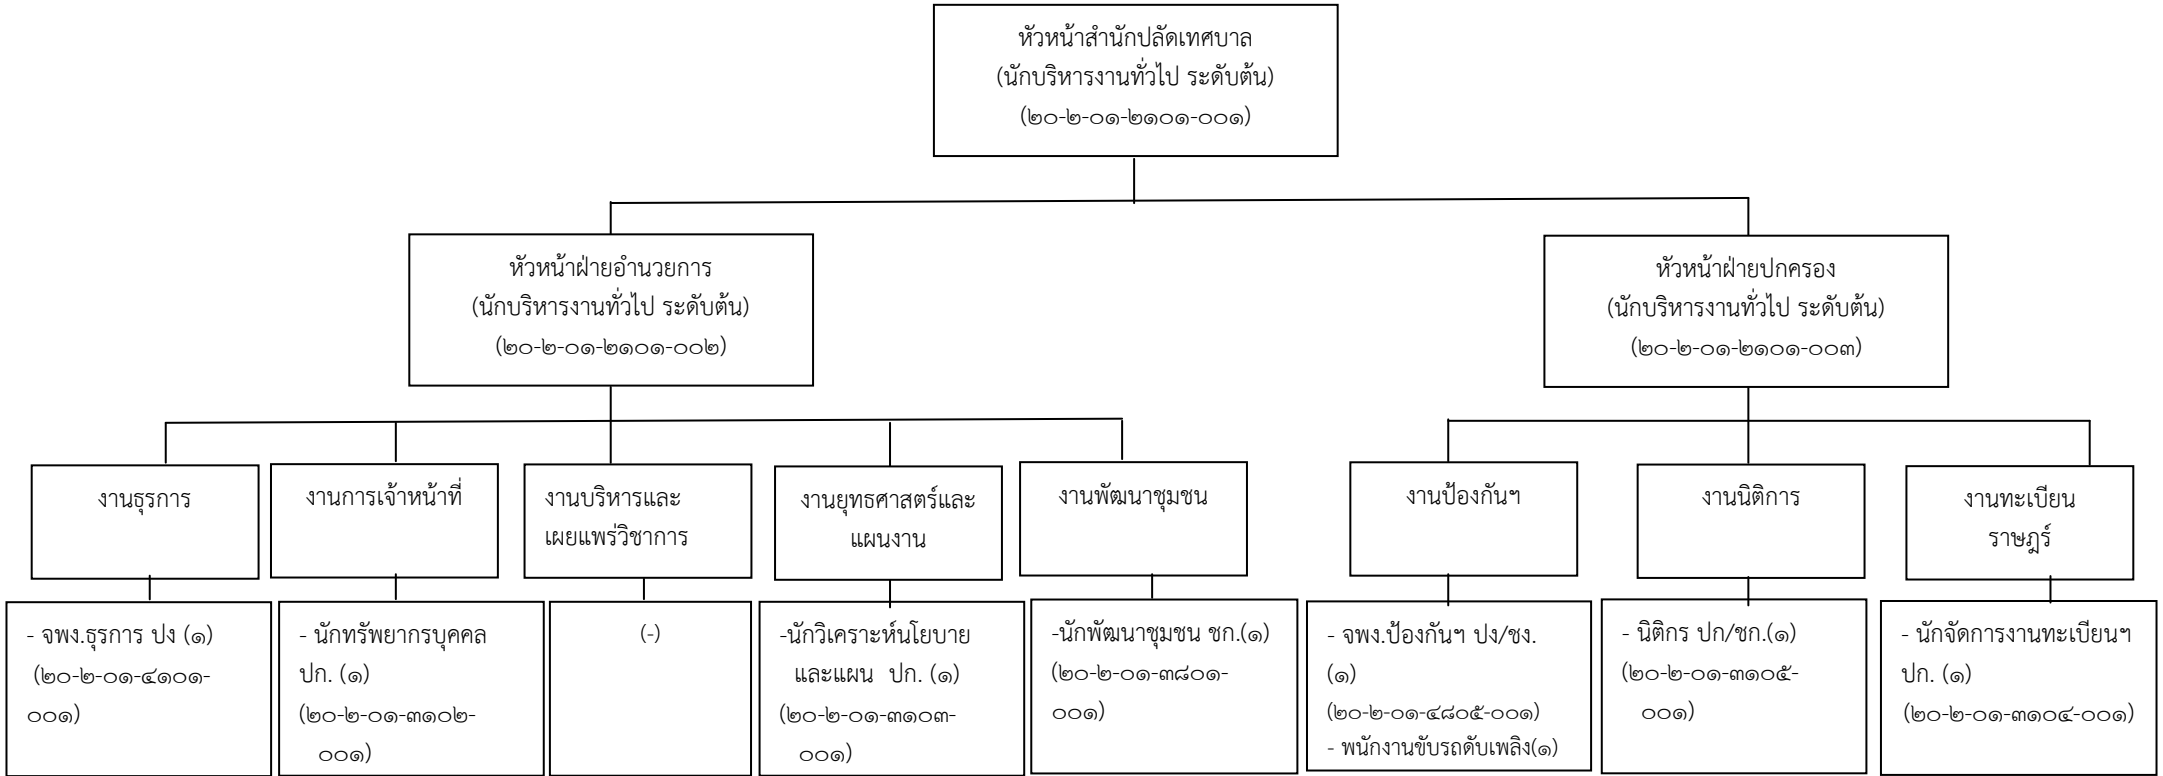 หัวหน้าสำนักปลัดเทศบาล
(นักบริหารงานทั่วไป ระดับต้น)
(๒๐-๒-๐๑-๒๑๐๑-๐๐๑)
หัวหน้าฝ่ายอำนวยการ
(นักบริหารงานทั่วไป ระดับต้น)
(๒๐-๒-๐๑-๒๑๐๑-๐๐๒)
หัวหน้าฝ่ายปกครอง
(นักบริหารงานทั่วไป ระดับต้น)
(๒๐-๒-๐๑-๒๑๐๑-๐๐๓)
งานธุรการ
งานการเจ้าหน้าที่
งานบริหารและ
เผยแพร่วิชาการ
งานยุทธศาสตร์และ
แผนงาน
งานพัฒนาชุมชน
งานป้องกันฯ
งานนิติการ
งานทะเบียน
ราษฎร์
- จพง.ธุรการ ปง (๑)
(๒๐-๒-๐๑-๔๑๐๑-
๐๐๑)
- นักทรัพยากรบุคคล
ปก. (๑)
(๒๐-๒-๐๑-๓๑๐๒-
๐๐๑)
(-)
-นักวิเคราะห์นโยบาย
และแผน ปก. (๑)
(๒๐-๒-๐๑-๓๑๐๓-
๐๐๑)
-นักพัฒนาชุมชน ชก.(๑)
(๒๐-๒-๐๑-๓๘๐๑-
๐๐๑)
- จพง.ป้องกันฯ ปง/ชง.
(๑)
(๒๐-๒-๐๑-๔๘๐๕-๐๐๑)
- พนักงานขับรถดับเพลิง(๑)
- นิติกร ปก/ชก.(๑)
(๒๐-๒-๐๑-๓๑๐๕-
๐๐๑)
- นักจัดการงานทะเบียนฯ
ปก. (๑)
(๒๐-๒-๐๑-๓๑๐๔-๐๐๑)